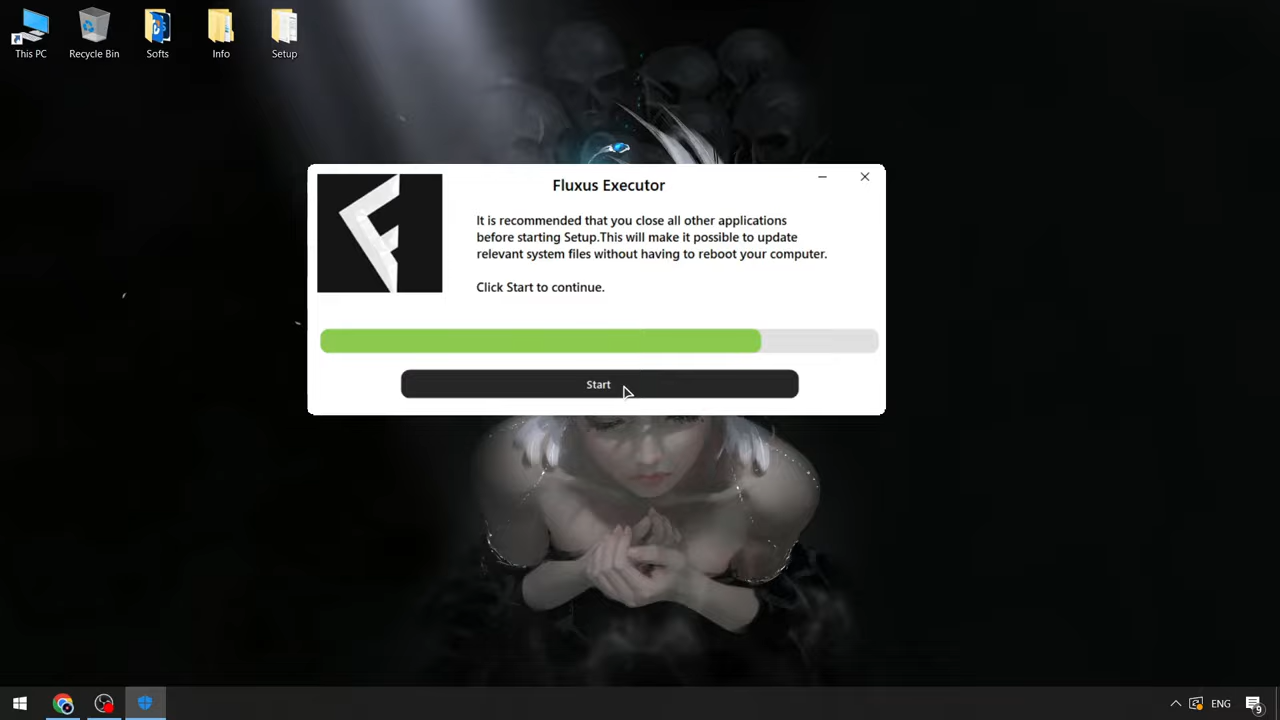 This PC
Recycle Bin
Softs
Info
Setup
Fluxus Executor
It is recommended that you close all other applications
before starting Setup.This will make it possible to update
relevant system files without having to reboot your computer.
Click Start to continue.
Start
ENG
9